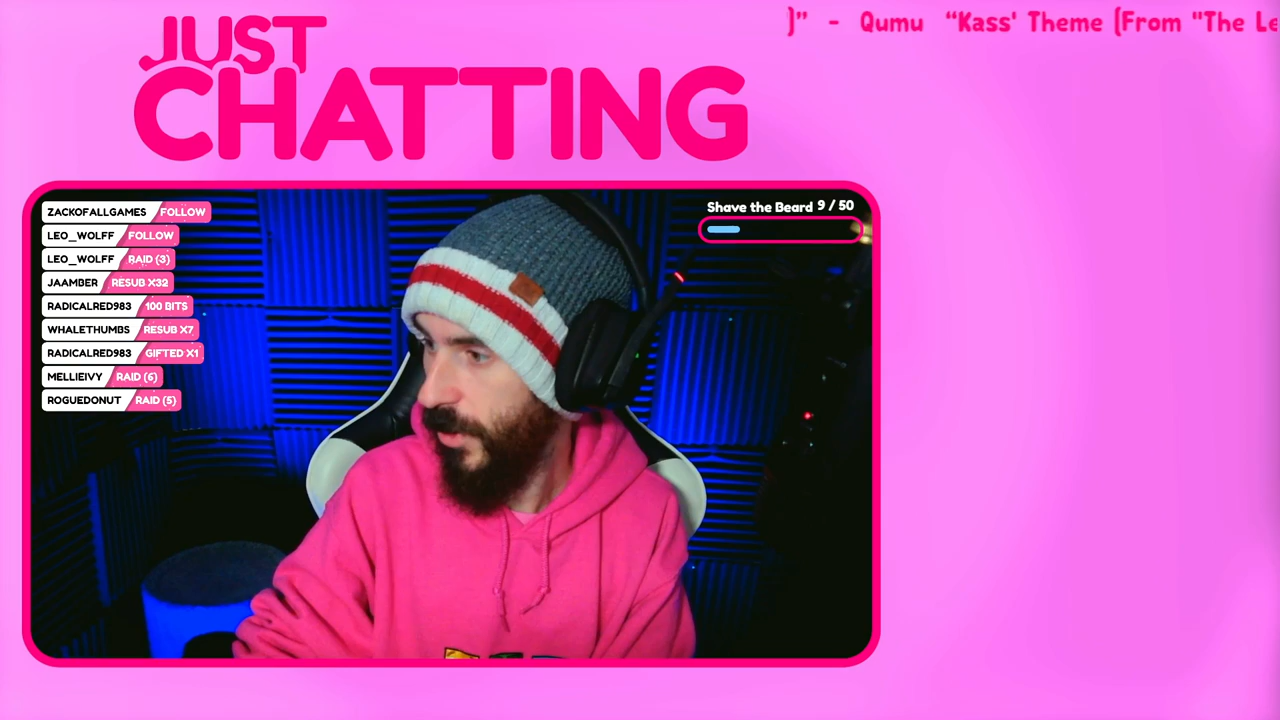 JUST
CHATTING
)” - Qumu “Kass' Theme (From "The Le
ZACKOFALLGAMES FOLLOW
LEO_WOLFF FOLLOW
LEO_WOLFF RAID (3)
JAAMBER RESUB X32
RADICALRED983 100 BITS
WHALETHUMBS RESUB X7
RADICALRED983 GIFTED X1
MELLIEIVY RAID (6)
ROGUEDONUT RAID (5)
Shave the Beard 9 / 50